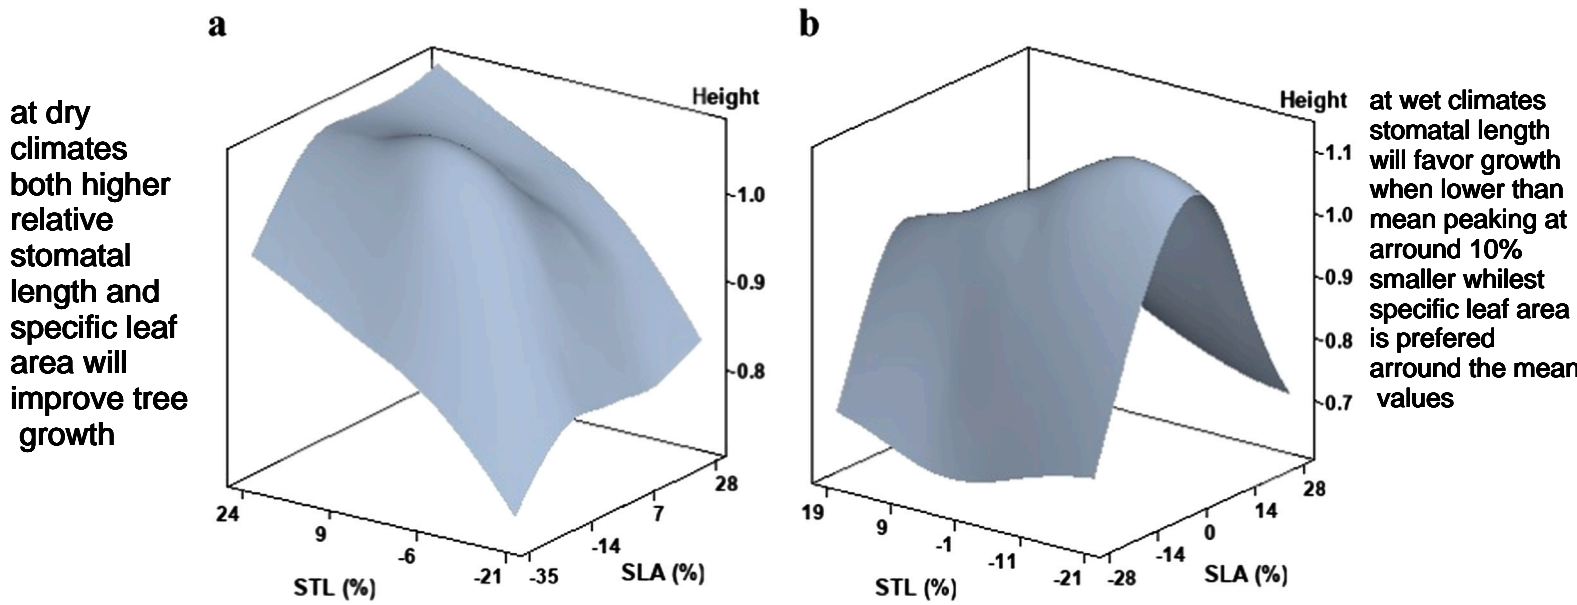 a
at dry
climates
both higher
relative
stomatal
length and
specific leaf
area will
improve tree
growth
Height
1.0
0.9
0.8
24
9
-6
-21
STL (%)
-35
-14
7
28
SLA (%)
b
Height
1.1
1.0
0.9
0.8
0.7
19
9
-1
-11
-21
STL (%)
-28
-14
0
14
28
SLA (%)
at wet climates
stomatal length
will favor growth
when lower than
mean peaking at
arround 10%
smaller whilest
specific leaf area
is prefered
arround the mean
values